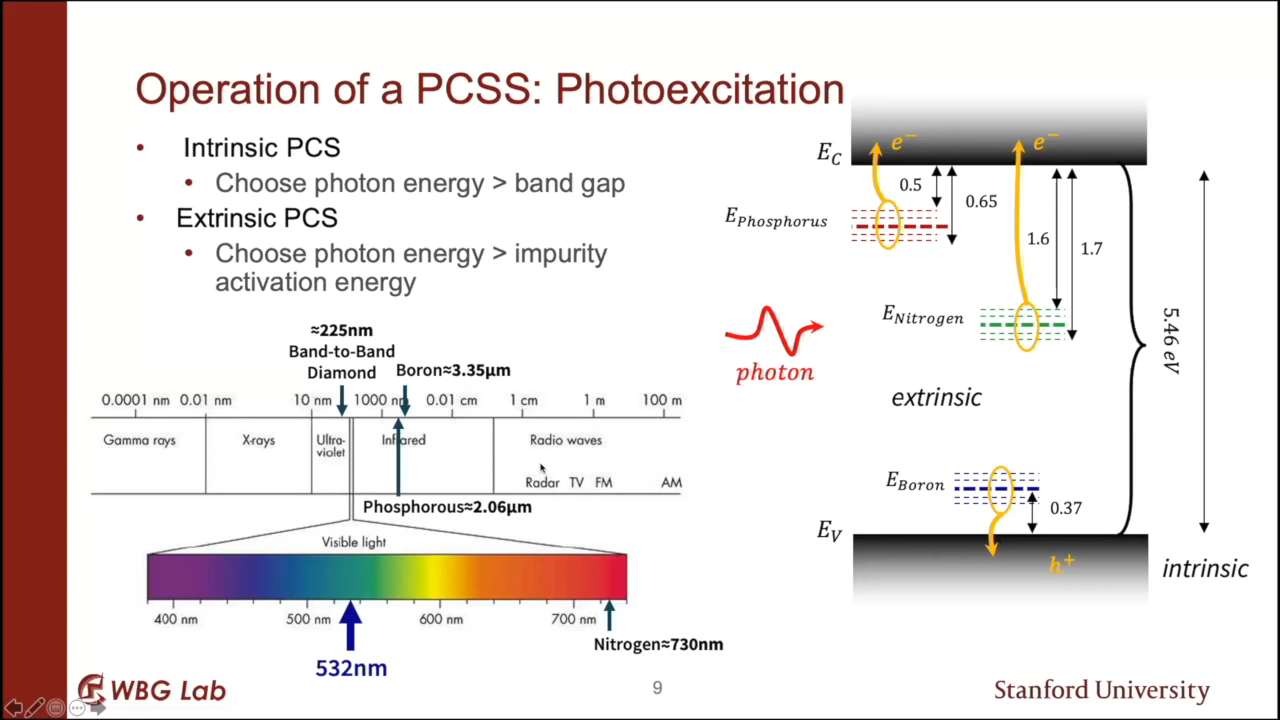 Operation of a PCSS: Photoexcitation
• Intrinsic PCS
• Choose photon energy > band gap
• Extrinsic PCS
• Choose photon energy > impurity
activation energy
≈225nm
Band-to-Band
Diamond
Boron≈3.35μm
0.0001 nm 0.01 nm 10 nm 1000 nm 0.01 cm 1 cm 1 m 100 m
Gamma rays X-rays Ultra-
violet Infrared Radio waves
Radar TV FM AM
Phosphorous≈2.06μm
Visible light
400 nm 500 nm 600 nm 700 nm
Nitrogen≈730nm
532nm
E_C
e⁻ e⁻
0.5 0.65
E_Phosphorus
1.6 1.7
E_Nitrogen
photon
5.46 eV
extrinsic
E_Boron
0.37
E_V
h⁺
intrinsic
WBG Lab
9
Stanford University